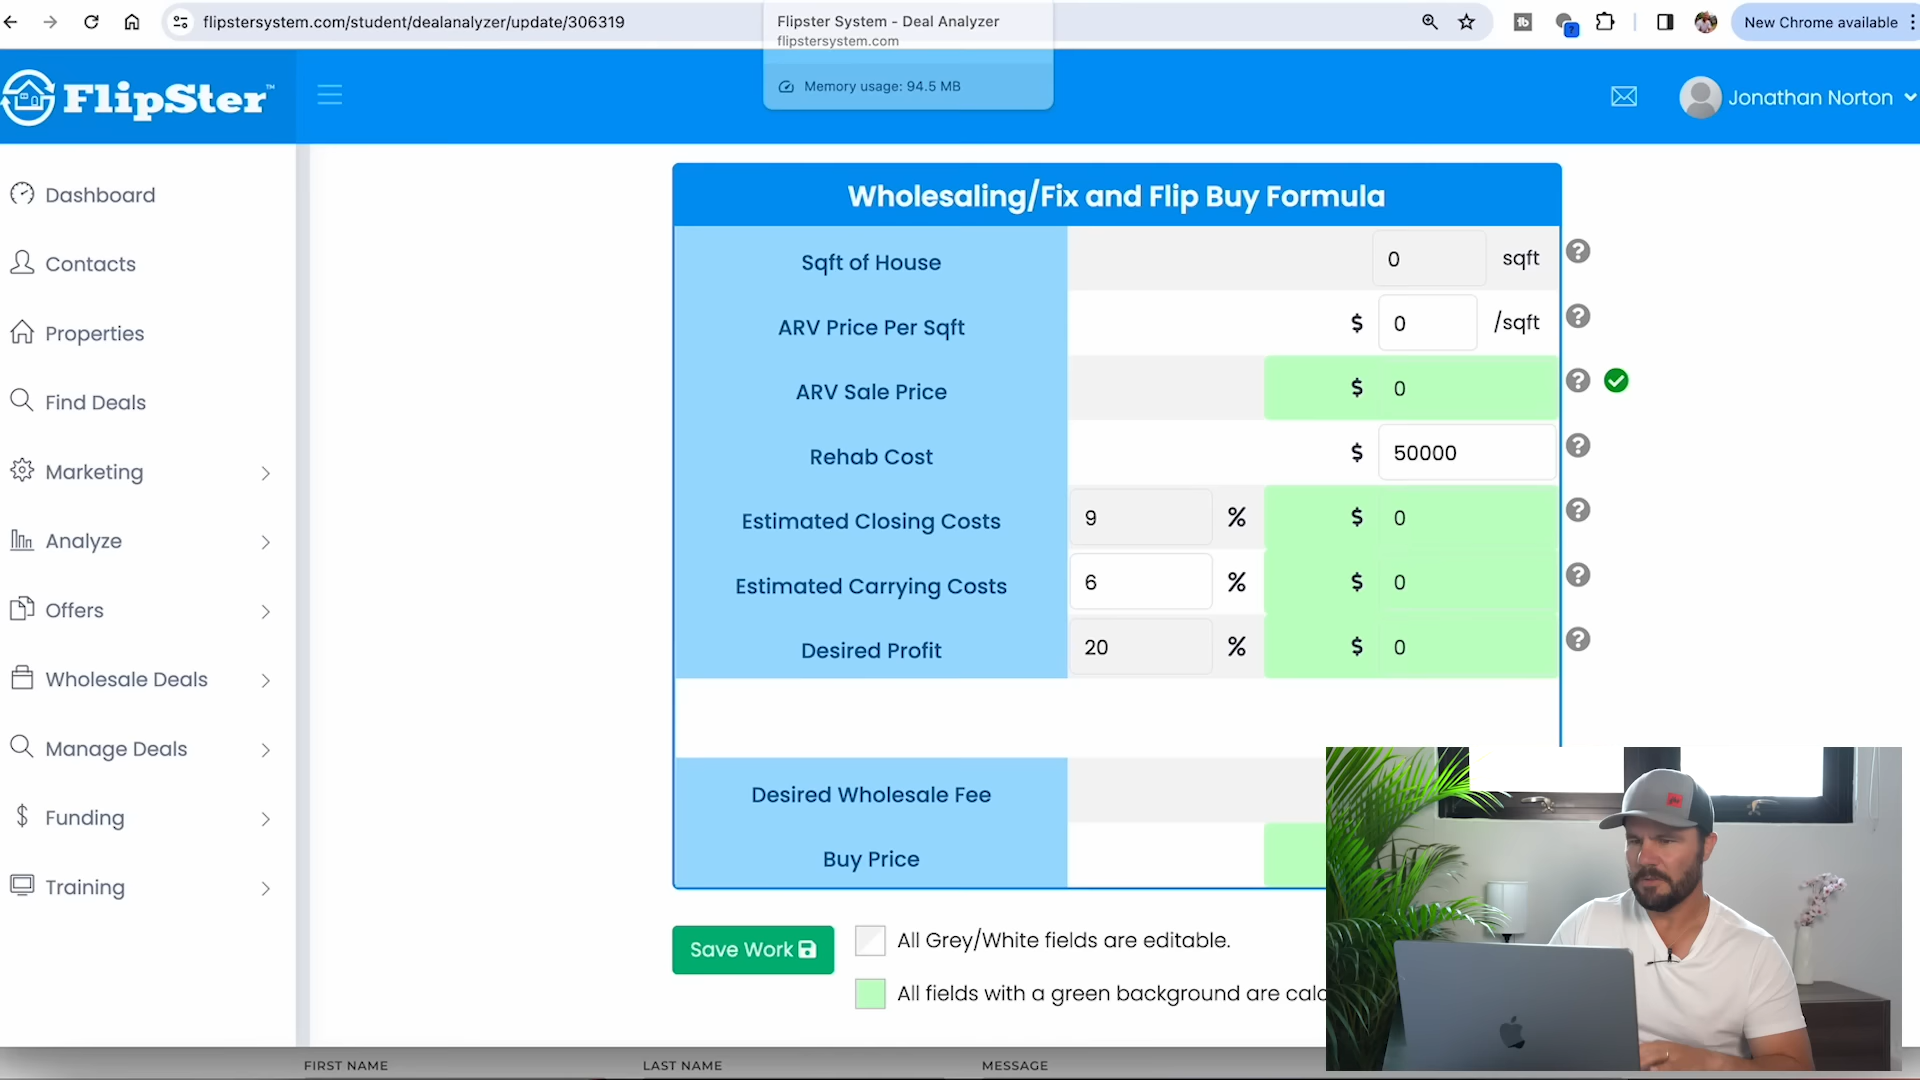 flipstersystem.com/student/dealanalyzer/update/306319
Flipster System - Deal Analyzer
flipstersystem.com
Memory usage: 94.5 MB
New Chrome available
FlipSter™
Jonathan Norton
Dashboard
Contacts
Properties
Find Deals
Marketing
Analyze
Offers
Wholesale Deals
Manage Deals
Funding
Training
Wholesaling/Fix and Flip Buy Formula
Sqft of House 0 sqft
ARV Price Per Sqft $ 0 /sqft
ARV Sale Price $ 0
Rehab Cost $ 50000
Estimated Closing Costs 9 % $ 0
Estimated Carrying Costs 6 % $ 0
Desired Profit 20 % $ 0
Desired Wholesale Fee
Buy Price
Save Work
All Grey/White fields are editable.
All fields with a green background are calc
FIRST NAME LAST NAME MESSAGE